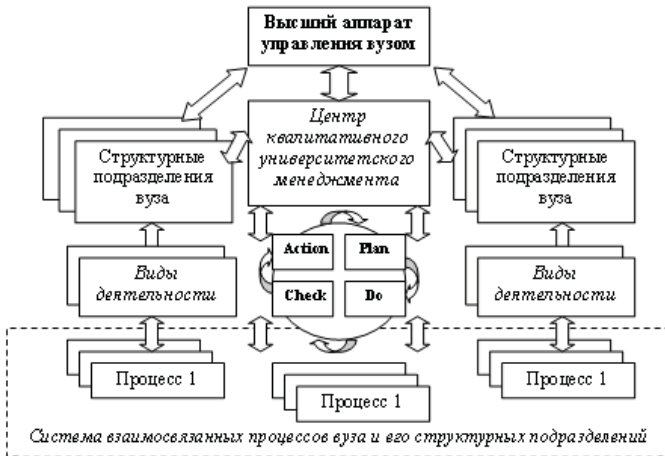 Высший аппарат
управления вузом
Центр
квалитативного
университетского
менеджмента
Структурные
подразделения
вуза
Структурные
подразделения
вуза
Action
Plan
Check
Do
Виды
деятельности
Виды
деятельности
Процесс 1
Процесс 1
Процесс 1
Система взаимосвязанных процессов вуза и его структурных подразделений